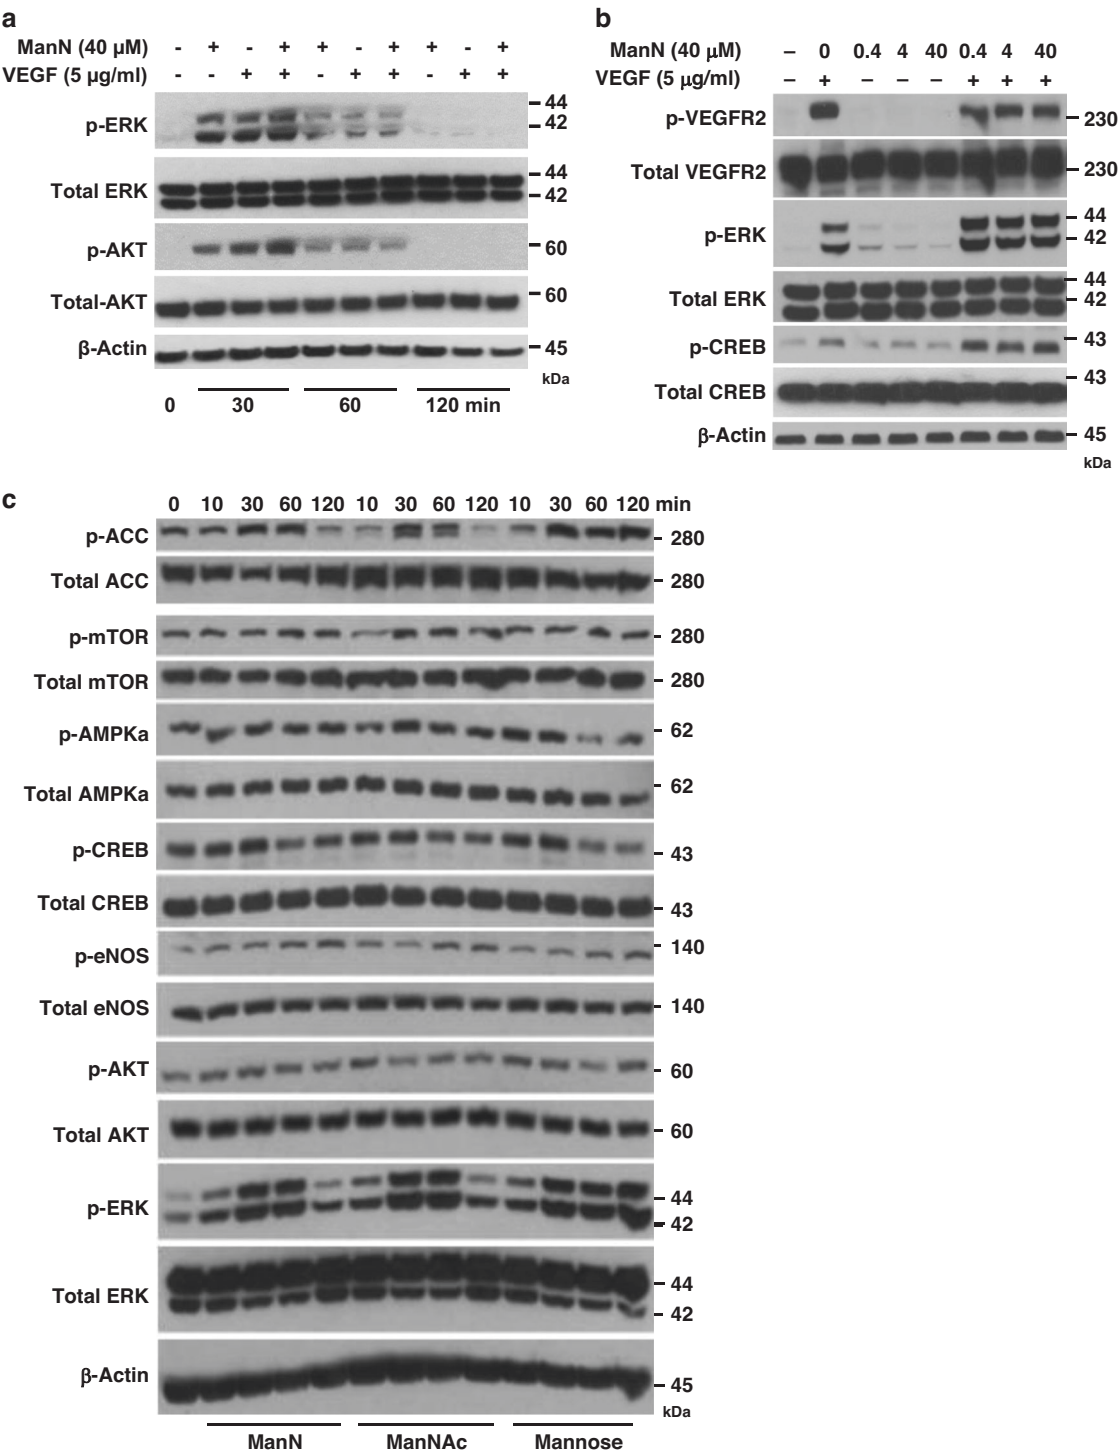 a
ManN (40 µM) - + - + + - + + - +
VEGF (5 µg/ml) - - + + - + + - + +
p-ERK 44
42
Total ERK 44
42
p-AKT 60
Total-AKT 60
β-Actin 45
kDa
0 30 60 120 min
b
ManN (40 µM) – 0 0.4 4 40 0.4 4 40
VEGF (5 µg/ml) – + – – – + + +
p-VEGFR2 230
Total VEGFR2 230
p-ERK 44
42
Total ERK 44
42
p-CREB 43
Total CREB 43
β-Actin 45
kDa
c
0 10 30 60 120 10 30 60 120 10 30 60 120 min
p-ACC 280
Total ACC 280
p-mTOR 280
Total mTOR 280
p-AMPKa 62
Total AMPKa 62
p-CREB 43
Total CREB 43
p-eNOS 140
Total eNOS 140
p-AKT 60
Total AKT 60
p-ERK 44
42
Total ERK 44
42
β-Actin 45
kDa
ManN ManNAc Mannose